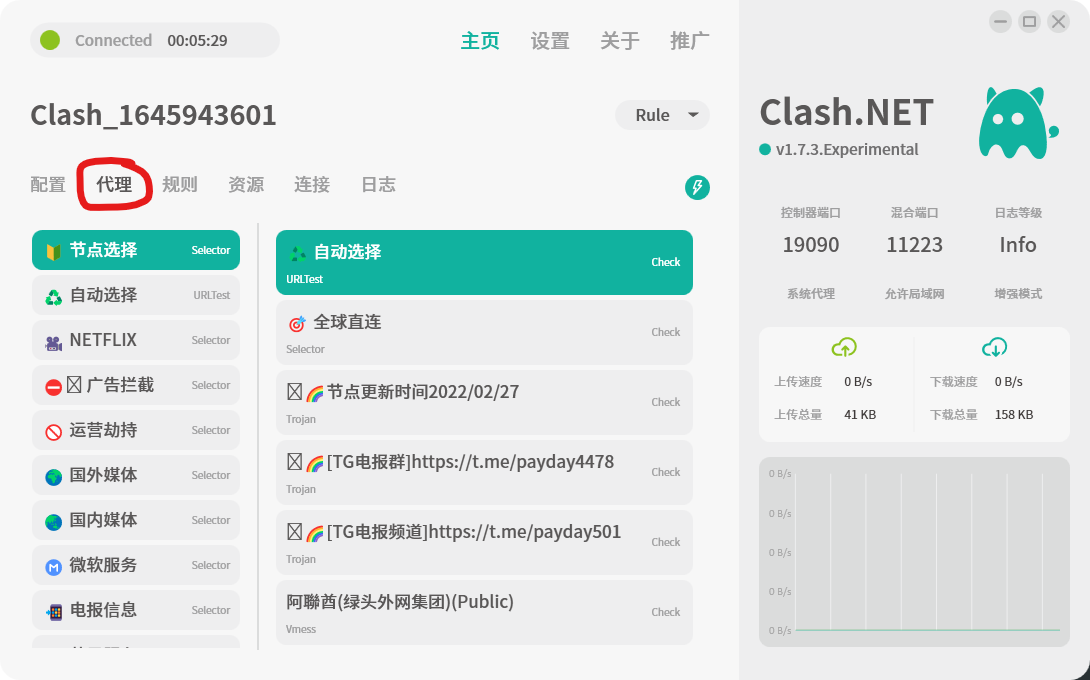 Connected 00:05:29
主页 设置 关于 推广
Clash_1645943601
Rule
配置 代理 规则 资源 连接 日志
节点选择 Selector
自动选择 URLTest
NETFLIX Selector
广告拦截 Selector
运营劫持 Selector
国外媒体 Selector
国内媒体 Selector
微软服务 Selector
电报信息 Selector
自动选择
URLTest
Check
全球直连
Selector
Check
节点更新时间2022/02/27
Trojan
Check
[TG电报群]https://t.me/payday4478
Trojan
Check
[TG电报频道]https://t.me/payday501
Trojan
Check
阿聯酋(绿头外网集团)(Public)
Vmess
Check
Clash.NET
v1.7.3.Experimental
控制器端口 混合端口 日志等级
19090 11223 Info
系统代理 允许局域网 增强模式
上传速度 0 B/s 下载速度 0 B/s
上传总量 41 KB 下载总量 158 KB
0 B/s
0 B/s
0 B/s
0 B/s
0 B/s